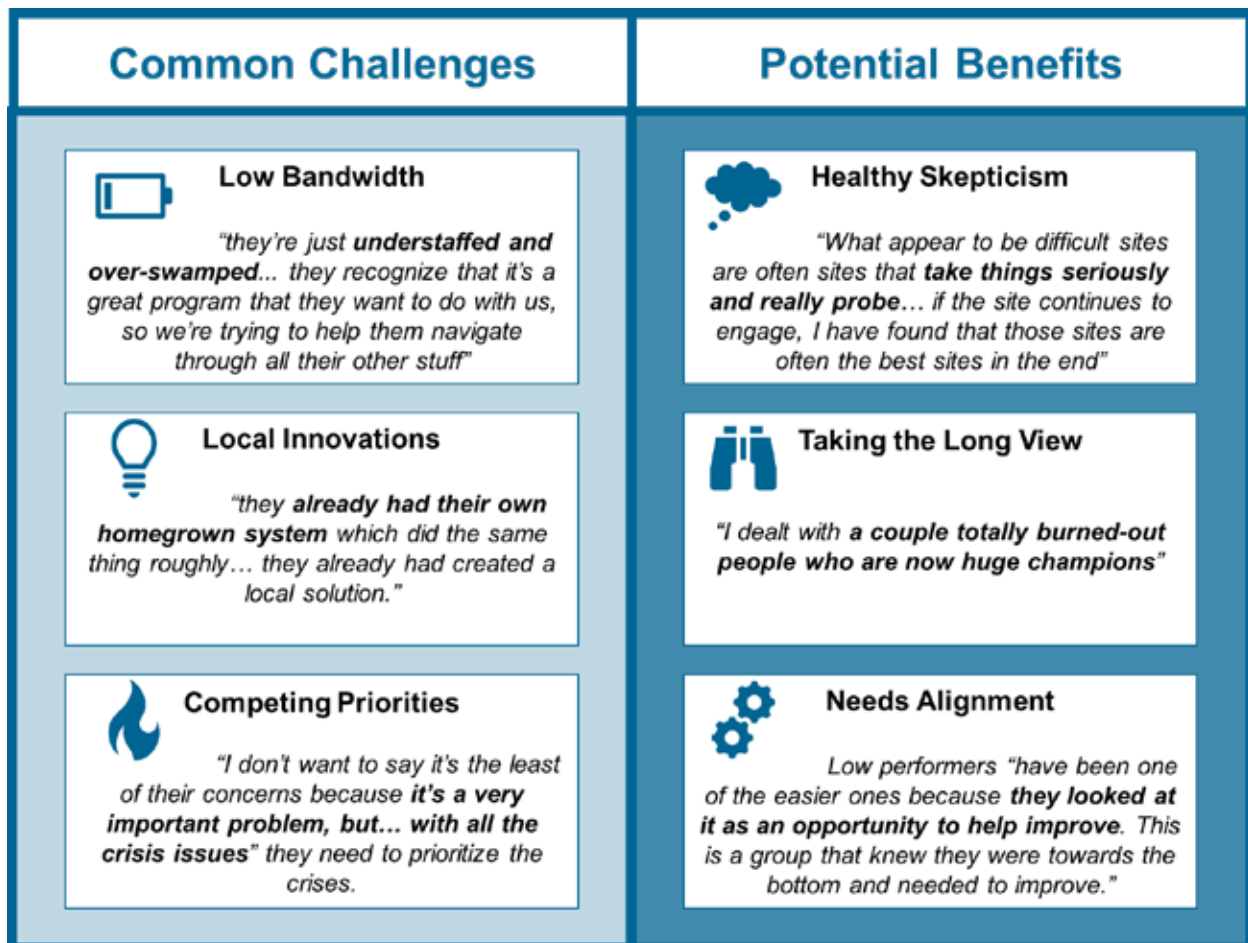 Common Challenges
Potential Benefits
Low Bandwidth
“they’re just understaffed and
over-swamped... they recognize that it’s a
great program that they want to do with us,
so we’re trying to help them navigate
through all their other stuff”
Local Innovations
“they already had their own
homegrown system which did the same
thing roughly… they already had created a
local solution.”
Competing Priorities
“I don’t want to say it’s the least
of their concerns because it’s a very
important problem, but… with all the
crisis issues” they need to prioritize the
crises.
Healthy Skepticism
“What appear to be difficult sites
are often sites that take things seriously
and really probe… if the site continues to
engage, I have found that those sites are
often the best sites in the end”
Taking the Long View
“I dealt with a couple totally burned-out
people who are now huge champions”
Needs Alignment
Low performers “have been one
of the easier ones because they looked at
it as an opportunity to help improve. This
is a group that knew they were towards the
bottom and needed to improve.”